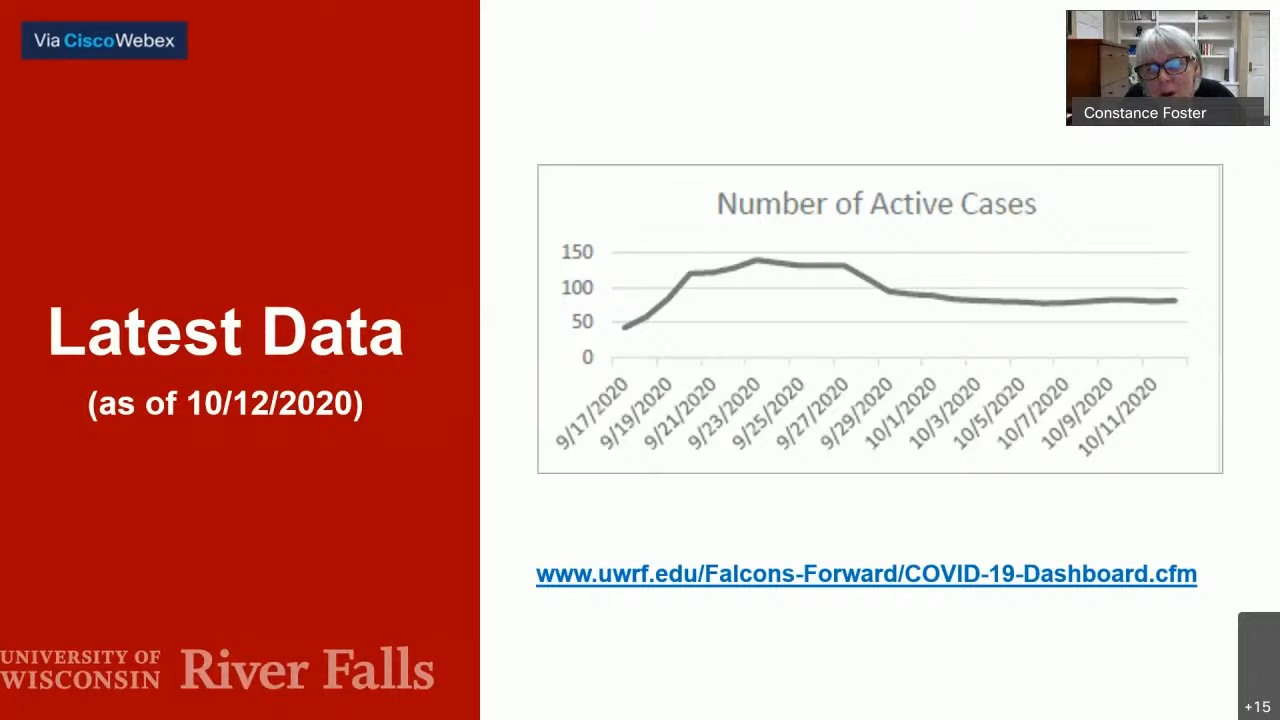 Via CiscoWebex
Constance Foster
Number of Active Cases
150
100
50
0
9/17/2020
9/19/2020
9/21/2020
9/23/2020
9/25/2020
9/27/2020
9/29/2020
10/1/2020
10/3/2020
10/5/2020
10/7/2020
10/9/2020
10/11/2020
Latest Data
(as of 10/12/2020)
www.uwrf.edu/Falcons-Forward/COVID-19-Dashboard.cfm
UNIVERSITY OF
WISCONSIN
River Falls
+15